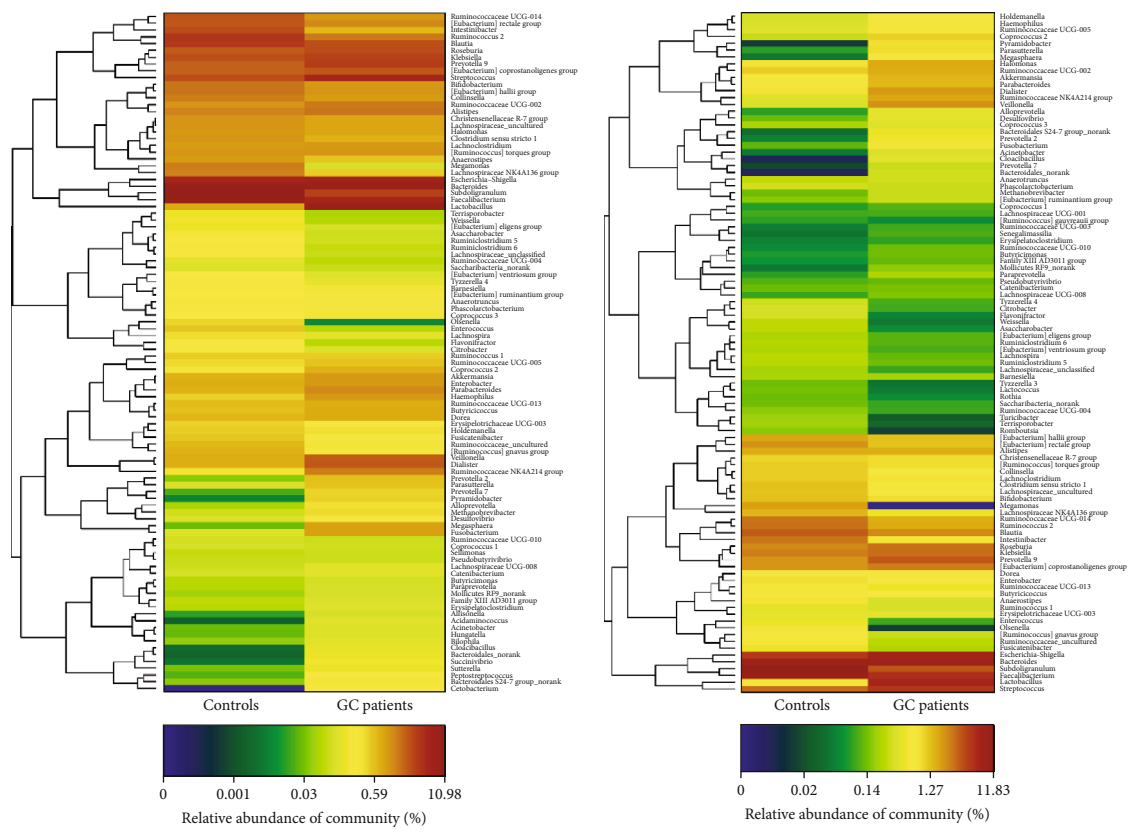 Ruminococcaceae UCG-014
[Eubacterium] rectale group
Intestinibacter
Ruminococcus 2
Blautia
Roseburia
Klebsiella
Prevotella 9
[Eubacterium] coprostanoligenes group
Streptococcus
Bifidobacterium
[Eubacterium] hallii group
Collinsella
Ruminococcaceae UCG-002
Alistipes
Christensenellaceae R-7 group
Lachnospiraceae_uncultured
Halomonas
Clostridium sensu stricto 1
Lachnoclostridium
[Ruminococcus] torques group
Anaerostipes
Megamonas
Lachnospiraceae NK4A136 group
Escherichia-Shigella
Bacteroides
Subdoligranulum
Faecalibacterium
Lactobacillus
Terrisporobacter
Weissella
[Eubacterium] eligens group
Asaccharobacter
Ruminiclostridium 5
Ruminiclostridium 6
Lachnospiraceae_unclassified
Ruminococcaceae UCG-004
Saccharibacteria_norank
[Eubacterium] ventriosum group
Tyzzerella 4
Barnesiella
[Eubacterium] ruminantium group
Anaerotruncus
Phascolarctobacterium
Coprococcus 3
Olsenella
Enterococcus
Lachnospira
Flavonifractor
Citrobacter
Ruminococcus 1
Ruminococcaceae UCG-005
Coprococcus 2
Akkermansia
Enterobacter
Parabacteroides
Haemophilus
Ruminococcaceae UCG-013
Butyricicoccus
Dorea
Erysipelotrichaceae UCG-003
Holdemanella
Fusicatenibacter
Ruminococcaceae_uncultured
[Ruminococcus] gnavus group
Veillonella
Dialister
Ruminococcaceae NK4A214 group
Prevotella 2
Parasutterella
Prevotella 7
Pyramidobacter
Alloprevotella
Methanobrevibacter
Desulfovibrio
Megasphaera
Fusobacterium
Ruminococcaceae UCG-010
Coprococcus 1
Sellimonas
Pseudobutyrivibrio
Lachnospiraceae UCG-008
Catenibacterium
Butyricimonas
Paraprevotella
Mollicutes RF9_norank
Family XIII AD3011 group
Erysipelatoclostridium
Allisonella
Acidaminococcus
Acinetobacter
Hungatella
Bilophila
Cloacibacillus
Bacteroidales_norank
Succinivibrio
Sutterella
Peptostreptococcus
Bacteroidales S24-7 group_norank
Cetobacterium
Controls
GC patients
0
0.001
0.03
0.59
10.98
Relative abundance of community (%)
Holdemanella
Haemophilus
Ruminococcaceae UCG-005
Coprococcus 2
Pyramidobacter
Parasutterella
Megasphaera
Halomonas
Ruminococcaceae UCG-002
Akkermansia
Parabacteroides
Dialister
Ruminococcaceae NK4A214 group
Veillonella
Alloprevotella
Desulfovibrio
Coprococcus 3
Bacteroidales S24-7 group_norank
Prevotella 2
Fusobacterium
Acinetobacter
Cloacibacillus
Prevotella 7
Bacteroidales_norank
Anaerotruncus
Phascolarctobacterium
Methanobrevibacter
[Eubacterium] ruminantium group
Coprococcus 1
Lachnospiraceae UCG-001
[Ruminococcus] gauvreauii group
Ruminococcaceae UCG-003
Senegalimassilia
Erysipelatoclostridium
Ruminococcaceae UCG-010
Butyricimonas
Family XIII AD3011 group
Mollicutes RF9_norank
Paraprevotella
Pseudobutyrivibrio
Catenibacterium
Lachnospiraceae UCG-008
Tyzzerella 4
Citrobacter
Flavonifractor
Weissella
Asaccharobacter
[Eubacterium] eligens group
Ruminiclostridium 6
[Eubacterium] ventriosum group
Lachnospira
Ruminiclostridium 5
Lachnospiraceae_unclassified
Barnesiella
Tyzzerella 3
Lactococcus
Rothia
Saccharibacteria_norank
Ruminococcaceae UCG-004
Turicibacter
Terrisporobacter
Romboutsia
[Eubacterium] hallii group
[Eubacterium] rectale group
Alistipes
Christensenellaceae R-7 group
[Ruminococcus] torques group
Collinsella
Lachnoclostridium
Clostridium sensu stricto 1
Lachnospiraceae_uncultured
Bifidobacterium
Megamonas
Lachnospiraceae NK4A136 group
Ruminococcaceae UCG-014
Ruminococcus 2
Blautia
Intestinibacter
Roseburia
Klebsiella
Prevotella 9
[Eubacterium] coprostanoligenes group
Dorea
Enterobacter
Ruminococcaceae UCG-013
Butyricicoccus
Anaerostipes
Ruminococcus 1
Erysipelotrichaceae UCG-003
Enterococcus
Olsenella
[Ruminococcus] gnavus group
Ruminococcaceae_uncultured
Fusicatenibacter
Escherichia-Shigella
Bacteroides
Subdoligranulum
Faecalibacterium
Lactobacillus
Streptococcus
Controls
GC patients
0
0.02
0.14
1.27
11.83
Relative abundance of community (%)